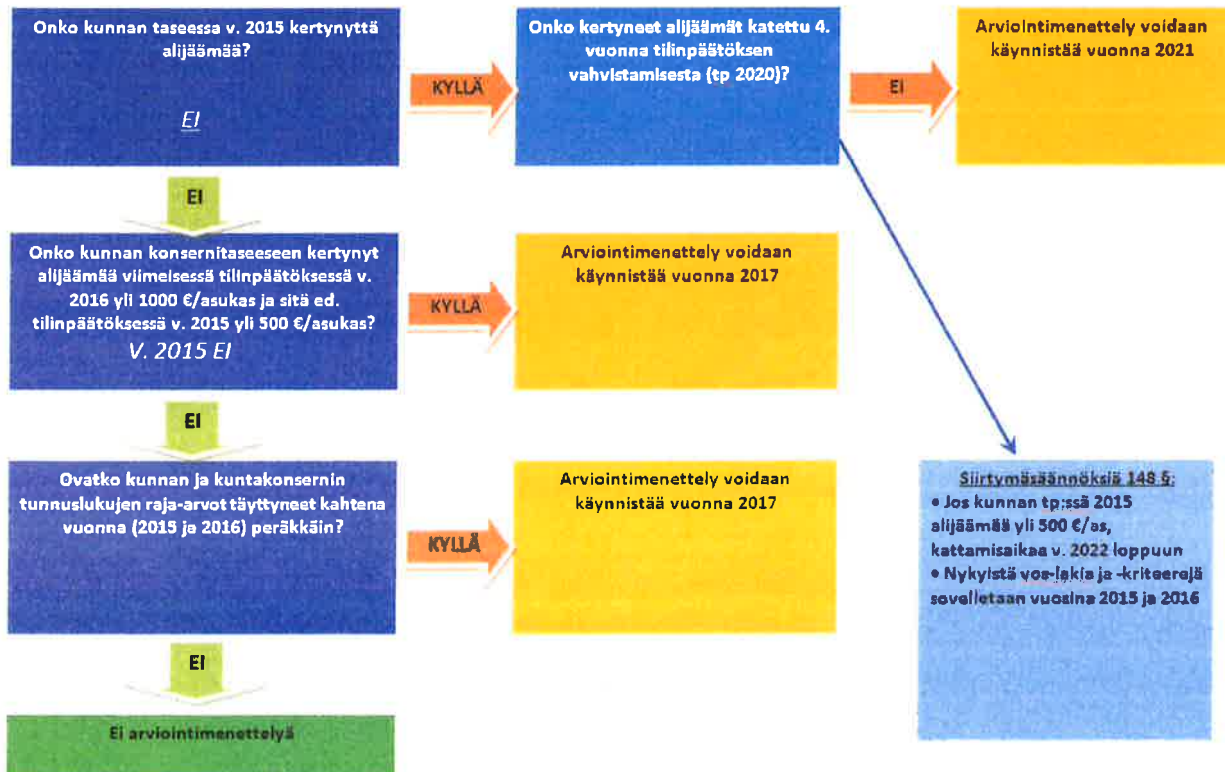 Onko kunnan taseessa v. 2015 kertynyttä
alijäämää?
EI
KYLLÄ
Onko kertyneet alijäämät katettu 4.
vuonna tilinpäätöksen
vahvistamisesta (tp 2020)?
EI
Arviointimenettely voidaan
käynnistää vuonna 2021
EI
Onko kunnan konsernitaseeseen kertynyt
alijäämää viimeisessä tilinpäätöksessä v.
2016 yli 1000 €/asukas ja sitä ed.
tilinpäätöksessä v. 2015 yli 500 €/asukas?
V. 2015 EI
KYLLÄ
Arviointimenettely voidaan
käynnistää vuonna 2017
EI
Ovatko kunnan ja kuntakonsernin
tunnuslukujen raja-arvot täyttyneet kahtena
vuonna (2015 ja 2016) peräkkäin?
KYLLÄ
Arviointimenettely voidaan
käynnistää vuonna 2017
Siirtymäsäännöksiä 148 §:
• Jos kunnan tp:ssä 2015
alijäämää yli 500 €/as,
kattamisaikaa v. 2022 loppuun
• Nykyistä vos-lakia ja -kriteerejä
sovelletaan vuosina 2015 ja 2016
EI
Ei arviointimenettelyä